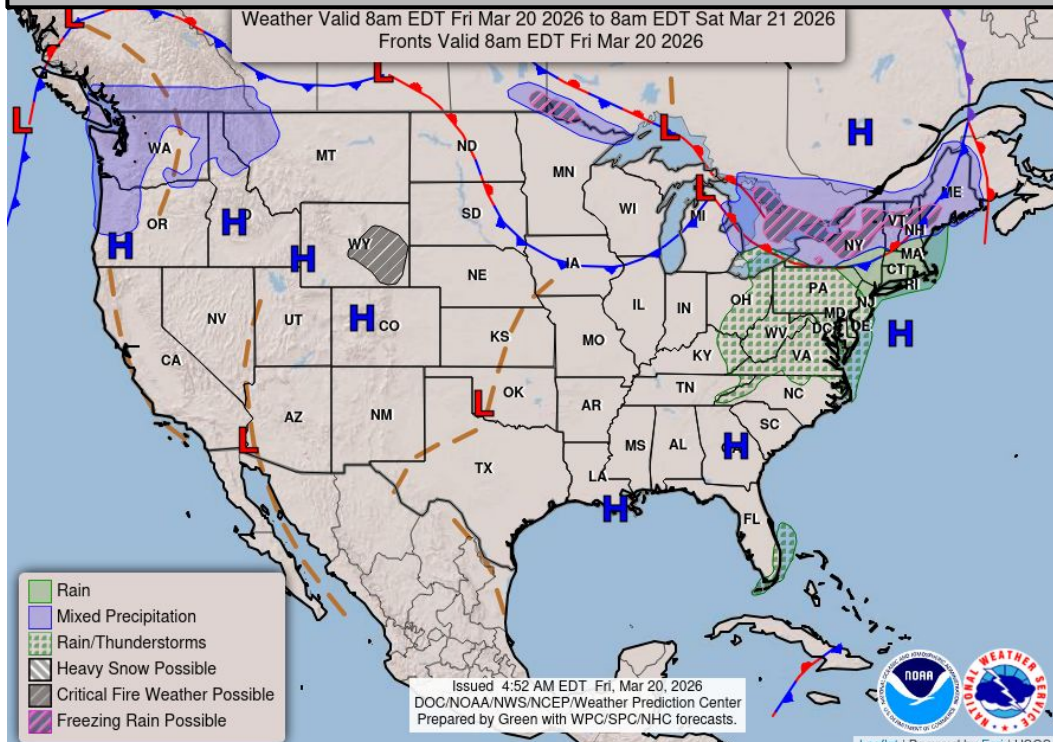 Weather Valid 8am EDT Fri Mar 20 2026 to 8am EDT Sat Mar 21 2026
Fronts Valid 8am EDT Fri Mar 20 2026
L
L
L
L
L
H
WA
MT
ND
MN
ME
VT
NH
OR
H
H
WY
SD
WI
MI
NY
MA
CT
RI
H
NE
IA
PA
NJ
NV
UT
H
CO
IL
IN
OH
MD
DE
DC
H
CA
KS
MO
WV
VA
KY
AZ
NM
L
OK
AR
TN
NC
SC
L
TX
MS
AL
H
LA
H
FL
Rain
Mixed Precipitation
Rain/Thunderstorms
Heavy Snow Possible
Critical Fire Weather Possible
Freezing Rain Possible
Issued 4:52 AM EDT Fri, Mar 20, 2026
DOC/NOAA/NWS/NCEP/Weather Prediction Center
Prepared by Green with WPC/SPC/NHC forecasts.
NOAA
NATIONAL WEATHER SERVICE